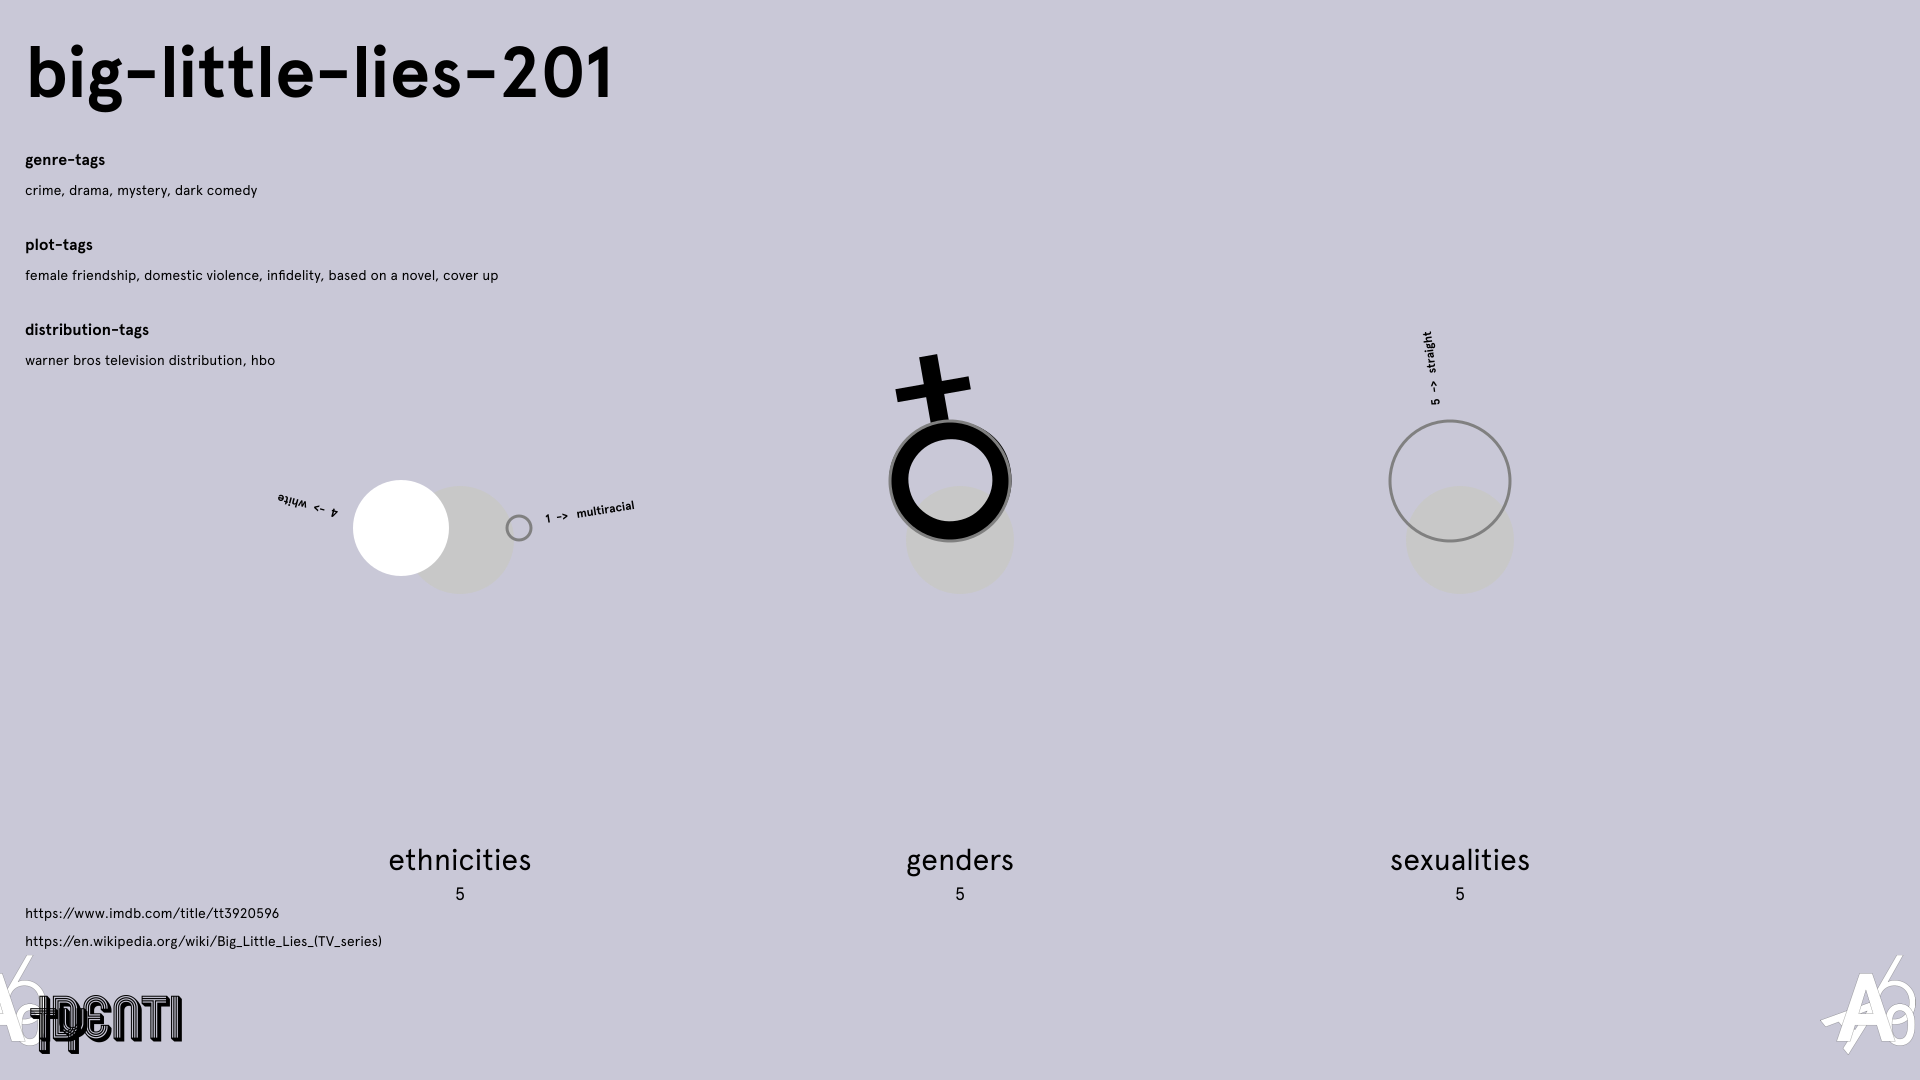 big-little-lies-201
genre-tags
crime, drama, mystery, dark comedy
plot-tags
female friendship, domestic violence, infidelity, based on a novel, cover up
distribution-tags
warner bros television distribution, hbo
5 -> straight
4 -> white
1 -> multiracial
ethnicities
5
genders
5
sexualities
5
https://www.imdb.com/title/tt3920596
https://en.wikipedia.org/wiki/Big_Little_Lies_(TV_series)
IDENTI